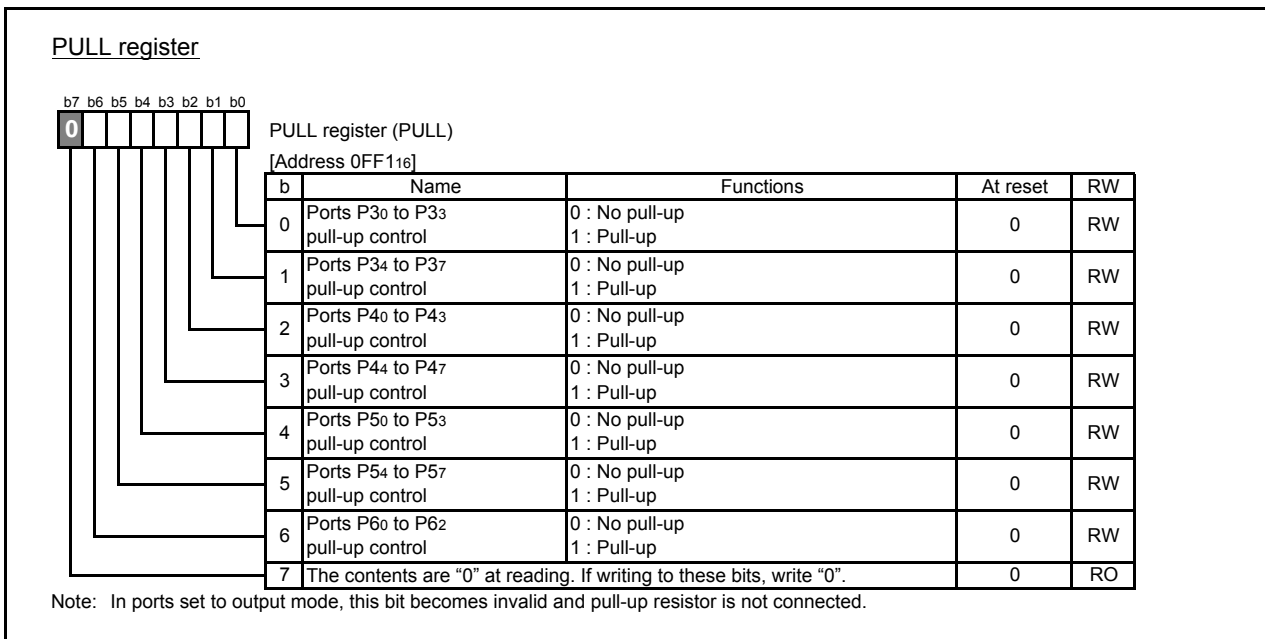 PULL register
b7 b6 b5 b4 b3 b2 b1 b0
0
PULL register (PULL)
[Address 0FF116]
b Name Functions At reset RW
0 Ports P30 to P33 pull-up control 0 : No pull-up 1 : Pull-up 0 RW
1 Ports P34 to P37 pull-up control 0 : No pull-up 1 : Pull-up 0 RW
2 Ports P40 to P43 pull-up control 0 : No pull-up 1 : Pull-up 0 RW
3 Ports P44 to P47 pull-up control 0 : No pull-up 1 : Pull-up 0 RW
4 Ports P50 to P53 pull-up control 0 : No pull-up 1 : Pull-up 0 RW
5 Ports P54 to P57 pull-up control 0 : No pull-up 1 : Pull-up 0 RW
6 Ports P60 to P62 pull-up control 0 : No pull-up 1 : Pull-up 0 RW
7 The contents are “0” at reading. If writing to these bits, write “0”. 0 RO
Note: In ports set to output mode, this bit becomes invalid and pull-up resistor is not connected.